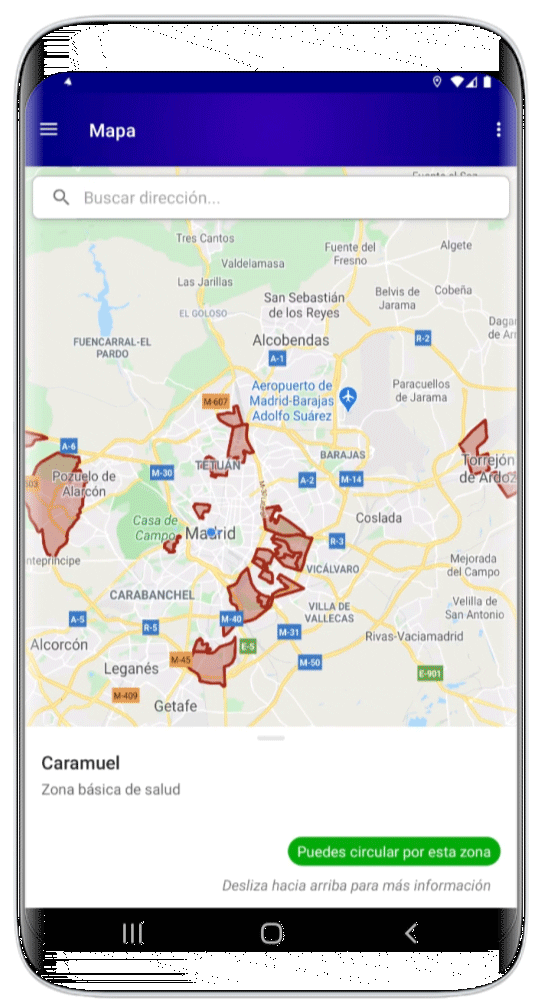 Mapa
Buscar dirección...
Tres Cantos
Valdelamasa
Fuente del
Fresno
Algete
Las Jarillas
San Sebastián
de los Reyes
Belvis de
Jarama
Cobeña
EL GOLOSO
FUENCARRAL-EL
PARDO
Alcobendas
R-2
A-1
Aeropuerto de
Madrid-Barajas
Adolfo Suárez
Paracuellos
de Jarama
M-607
A-6
BARAJAS
Torrejón
de Ardoz
Pozuelo de
Alarcón
M-30
TETUÁN
A-2
M-14
Casa de
Campo
Madrid
Coslada
R-3
VICÁLVARO
Mejorada
del Campo
CARABANCHEL
VILLA DE
VALLECAS
Velilla de
San Antonio
A-5
R-5
M-40
M-31
Rivas-Vaciamadrid
Alcorcón
E-5
M-45
M-50
Leganés
E-901
M-409
Getafe
Caramuel
Zona básica de salud
Puedes circular por esta zona
Desliza hacia arriba para más información